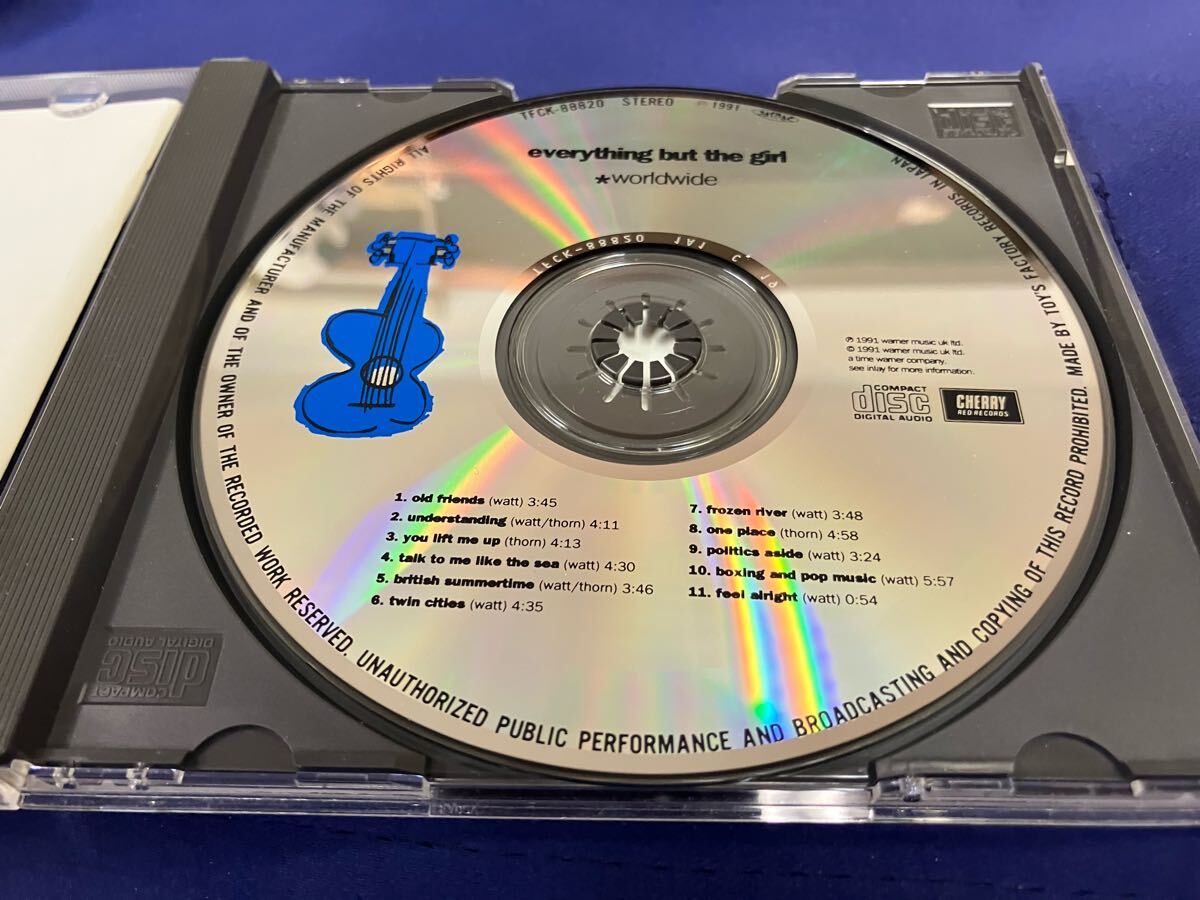 TFCK-88820 STEREO ℗1991
everything but the girl
*worldwide
TFCK-88820
℗ 1991 warner music uk ltd.
© 1991 warner music uk ltd.
a time warner company.
see inlay for more information.
COMPACT
disc
DIGITAL AUDIO
CHERRY
RED RECORDS
1. old friends (watt) 3:45
2. understanding (watt/thorn) 4:11
3. you lift me up (thorn) 4:13
4. talk to me like the sea (watt) 4:30
5. british summertime (watt/thorn) 3:46
6. twin cities (watt) 4:35
7. frozen river (watt) 3:48
8. one place (thorn) 4:58
9. politics aside (watt) 3:24
10. boxing and pop music (watt) 5:57
11. feel alright (watt) 0:54
ALL RIGHTS OF THE MANUFACTURER AND OF THE OWNER OF THE RECORDED WORK RESERVED. UNAUTHORIZED PUBLIC PERFORMANCE AND BROADCASTING AND COPYING OF THIS RECORD PROHIBITED. MADE BY TOY'S FACTORY RECORDS IN JAPAN
COMPACT
disc
DIGITAL AUDIO